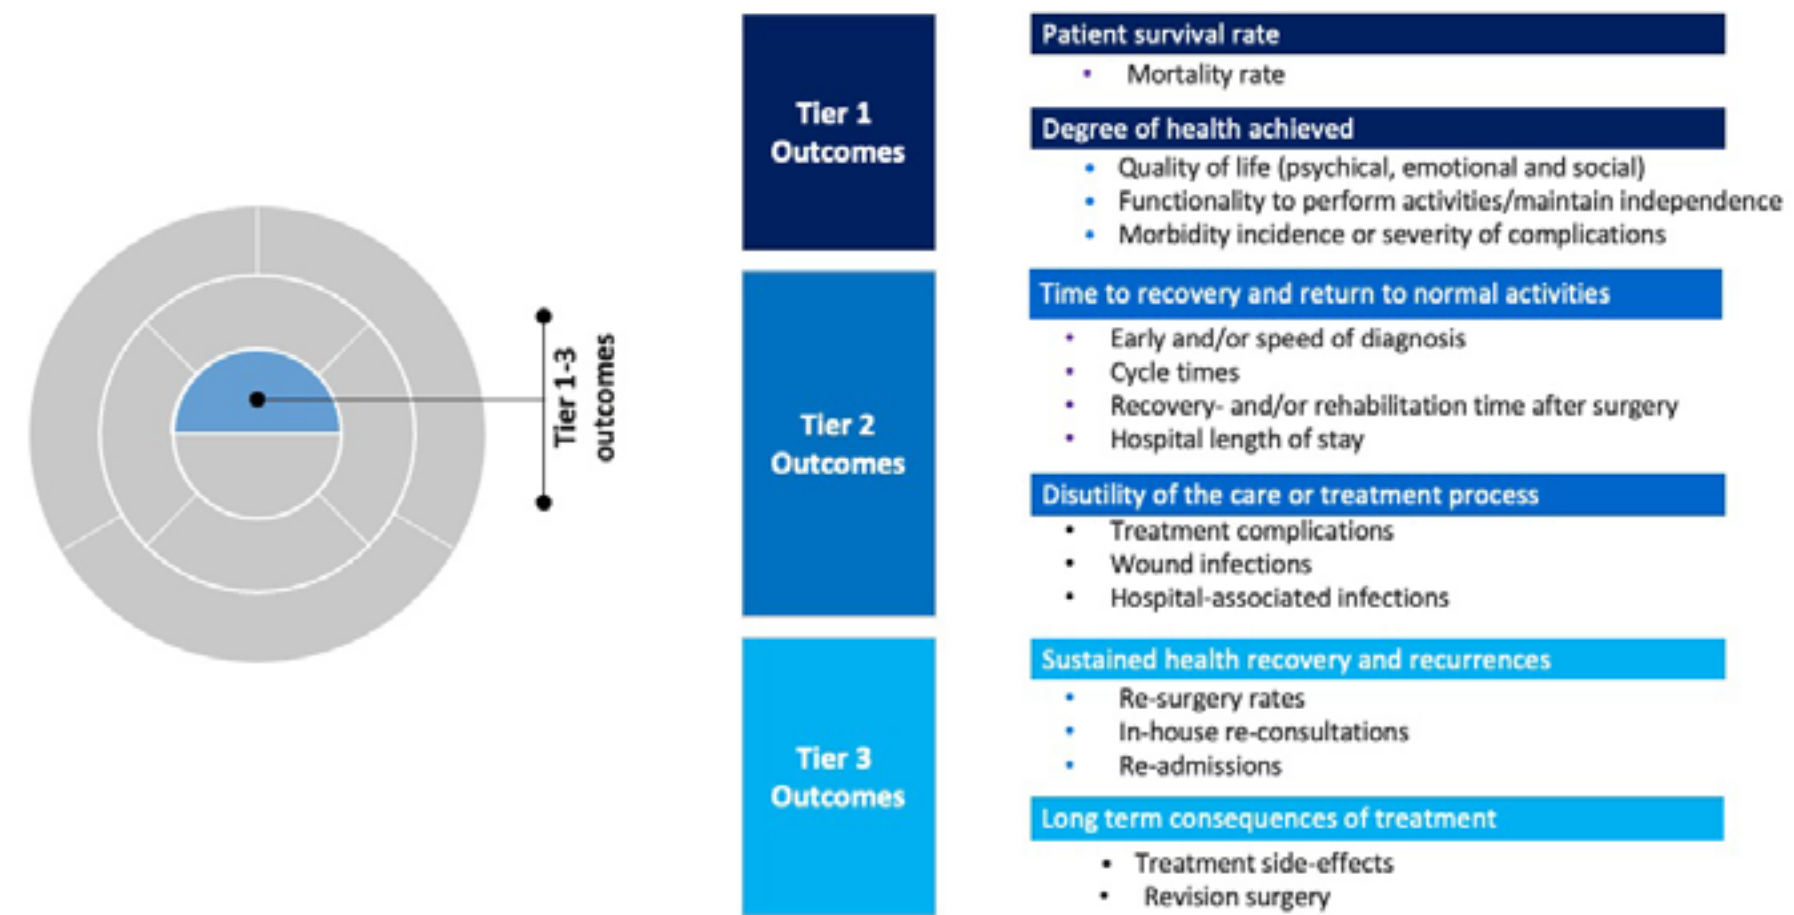 Tier 1-3
outcomes
Tier 1
Outcomes
Patient survival rate
• Mortality rate
Degree of health achieved
• Quality of life (psychical, emotional and social)
• Functionality to perform activities/maintain independence
• Morbidity incidence or severity of complications
Tier 2
Outcomes
Time to recovery and return to normal activities
• Early and/or speed of diagnosis
• Cycle times
• Recovery- and/or rehabilitation time after surgery
• Hospital length of stay
Disutility of the care or treatment process
• Treatment complications
• Wound infections
• Hospital-associated infections
Tier 3
Outcomes
Sustained health recovery and recurrences
• Re-surgery rates
• In-house re-consultations
• Re-admissions
Long term consequences of treatment
• Treatment side-effects
• Revision surgery